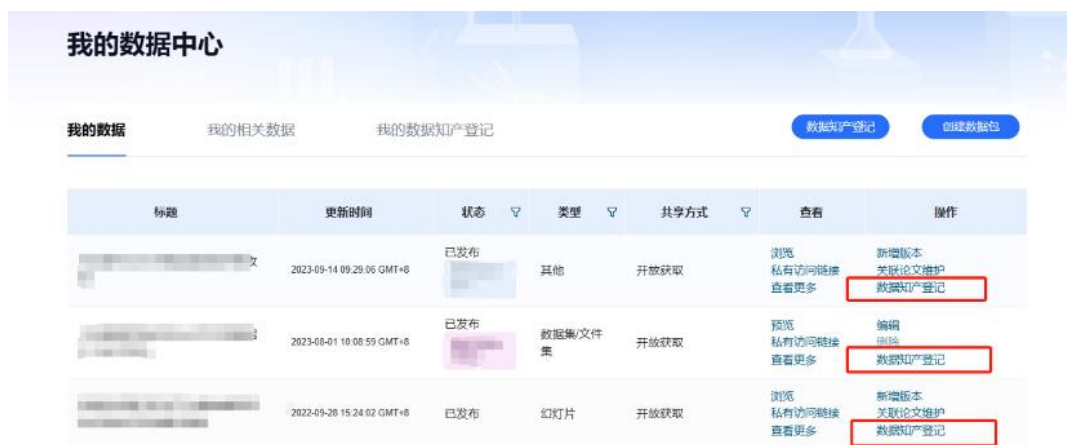 我的数据中心
我的数据 我的相关数据 我的数据知产登记 数据知产登记 创建数据包
标题 更新时间 状态 类型 共享方式 查看 操作
已发布 浏览 新增版本
2023-09-14 09:29:06 GMT+8 其他 开放获取 私有访问链接 关联论文维护
查看更多 数据知产登记
已发布 预览 编辑
2023-08-01 10:08:59 GMT+8 数据集/文件集 开放获取 私有访问链接 删除
查看更多 数据知产登记
浏览 新增版本
2022-09-28 15:24:02 GMT+8 已发布 幻灯片 开放获取 私有访问链接 关联论文维护
查看更多 数据知产登记